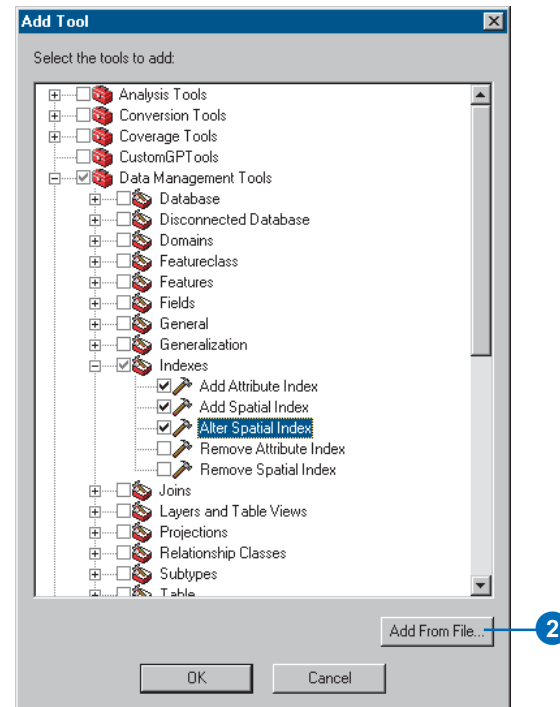 Add Tool
Select the tools to add:
Analysis Tools
Conversion Tools
Coverage Tools
CustomGPTools
Data Management Tools
Database
Disconnected Database
Domains
Featureclass
Features
Fields
General
Generalization
Indexes
Add Attribute Index
Add Spatial Index
Alter Spatial Index
Remove Attribute Index
Remove Spatial Index
Joins
Layers and Table Views
Projections
Relationship Classes
Subtypes
Table
Add From File...
2
OK
Cancel